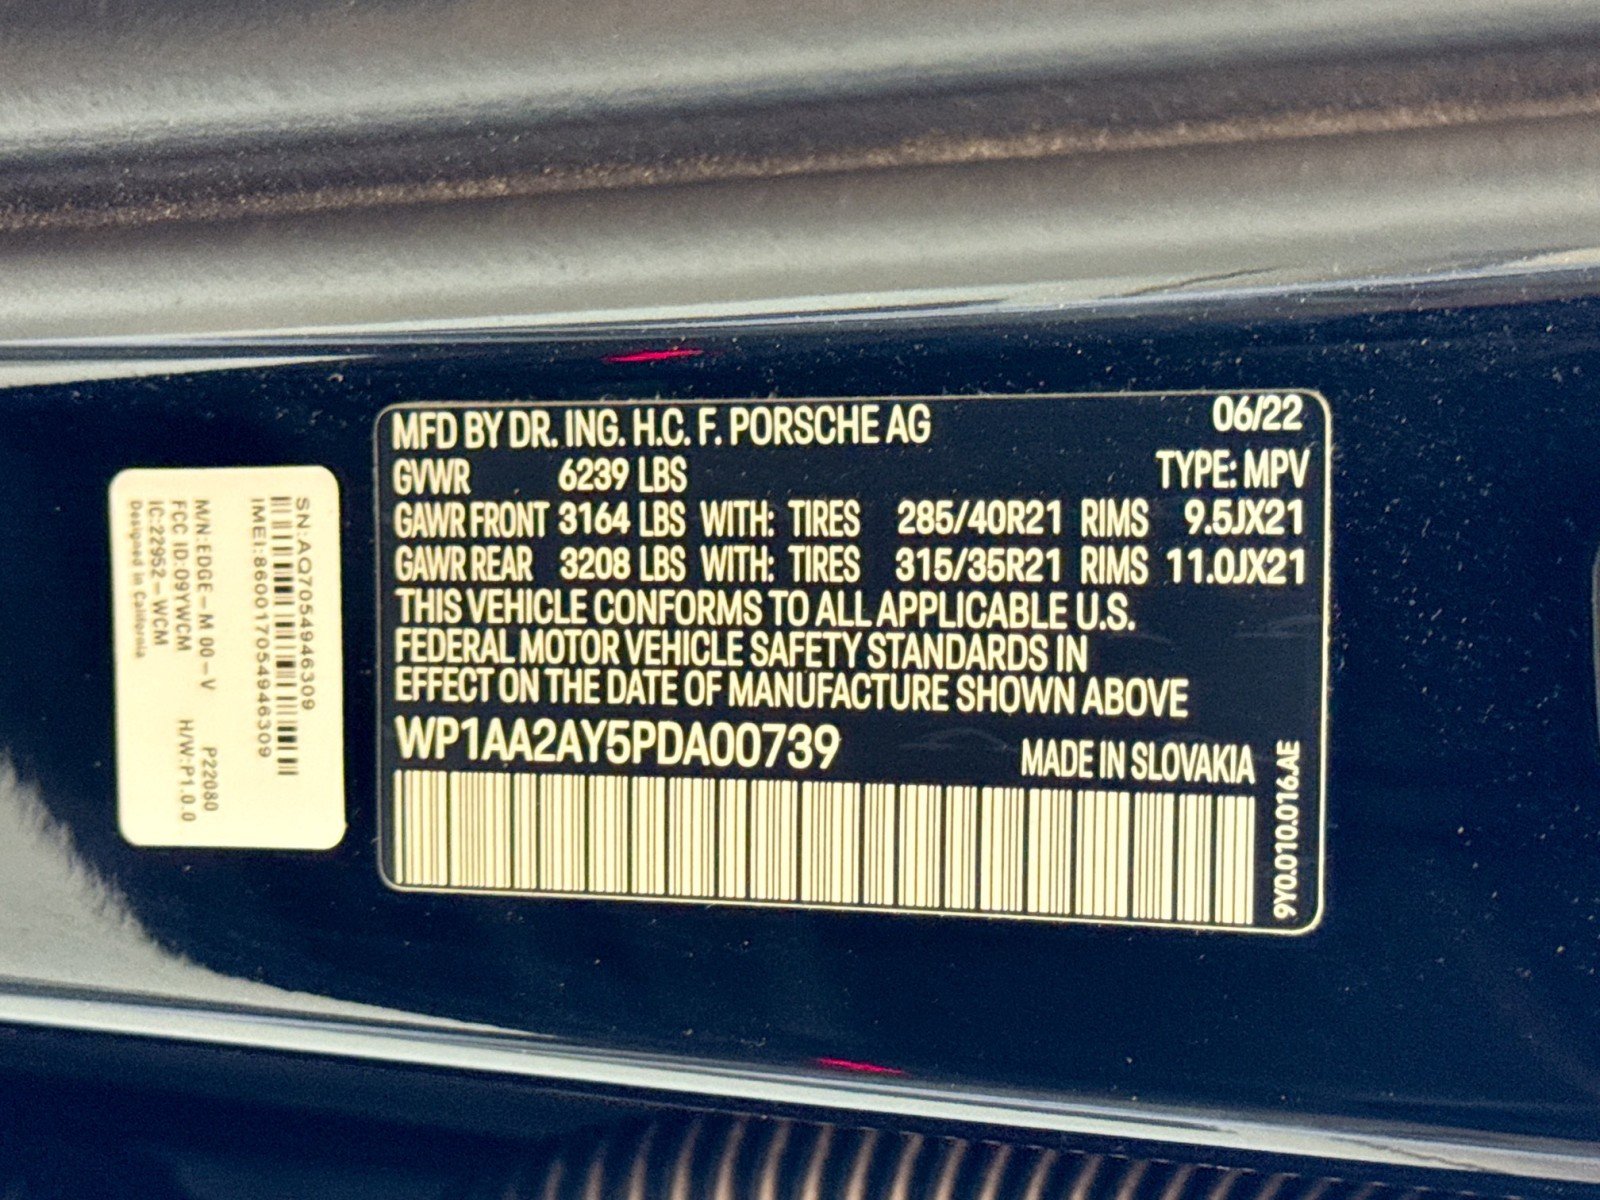 MFD BY DR. ING. H.C. F. PORSCHE AG 06/22
GVWR 6239 LBS TYPE: MPV
GAWR FRONT 3164 LBS WITH: TIRES 285/40R21 RIMS 9.5JX21
GAWR REAR 3208 LBS WITH: TIRES 315/35R21 RIMS 11.0JX21
THIS VEHICLE CONFORMS TO ALL APPLICABLE U.S.
FEDERAL MOTOR VEHICLE SAFETY STANDARDS IN
EFFECT ON THE DATE OF MANUFACTURE SHOWN ABOVE
WP1AA2AY5PDA00739 MADE IN SLOVAKIA
9Y0.010.016.AE
SN:AQ7054946309
IMEI:860017054946309
M/N:EDGE-M 00-V P22080
FCC ID:09YWCM H/W:P1.0.0
IC:22952-WCM
Designed in California